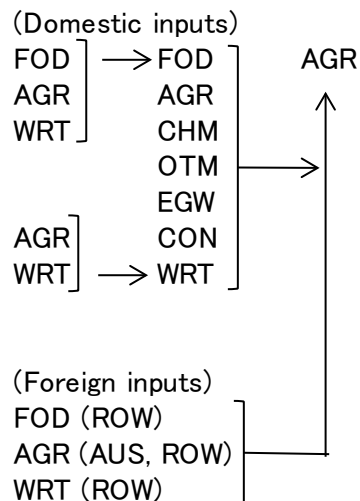 (Domestic inputs)
FOD FOD AGR
AGR AGR
WRT CHM
OTM
EGW
AGR CON
WRT WRT
(Foreign inputs)
FOD (ROW)
AGR (AUS, ROW)
WRT (ROW)